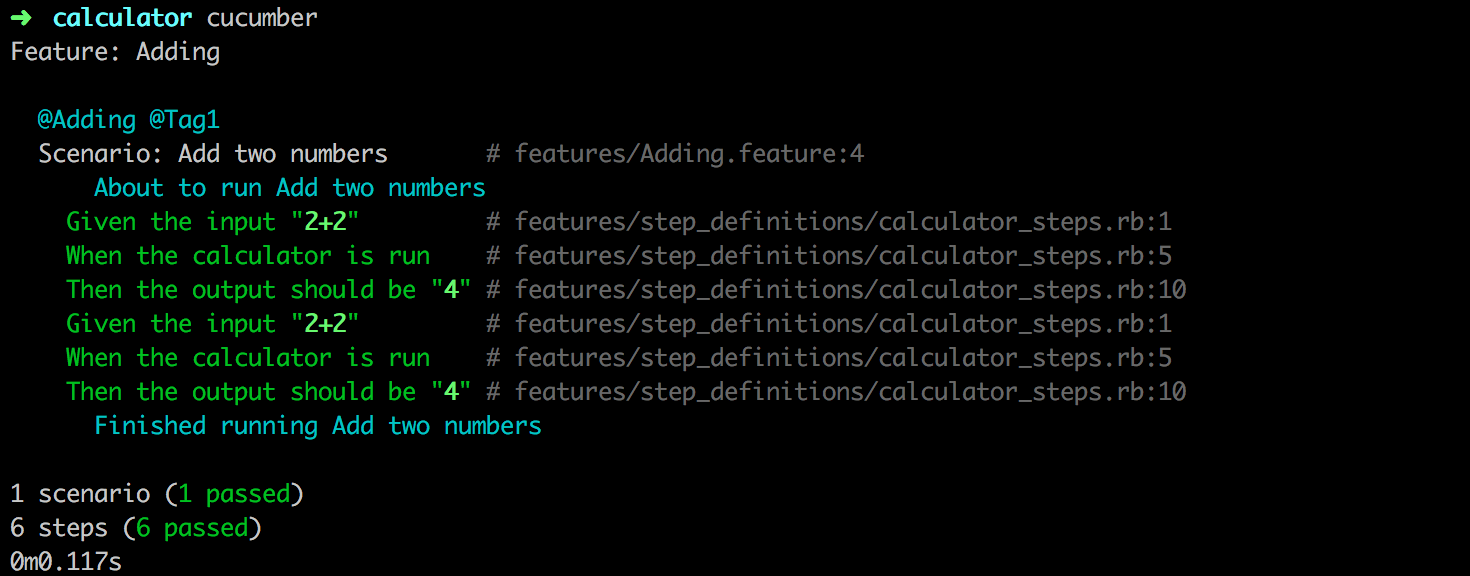 ➜ calculator cucumber
Feature: Adding
@Adding @Tag1
Scenario: Add two numbers # features/Adding.feature:4
About to run Add two numbers
Given the input "2+2" # features/step_definitions/calculator_steps.rb:1
When the calculator is run # features/step_definitions/calculator_steps.rb:5
Then the output should be "4" # features/step_definitions/calculator_steps.rb:10
Given the input "2+2" # features/step_definitions/calculator_steps.rb:1
When the calculator is run # features/step_definitions/calculator_steps.rb:5
Then the output should be "4" # features/step_definitions/calculator_steps.rb:10
Finished running Add two numbers
1 scenario (1 passed)
6 steps (6 passed)
0m0.117s